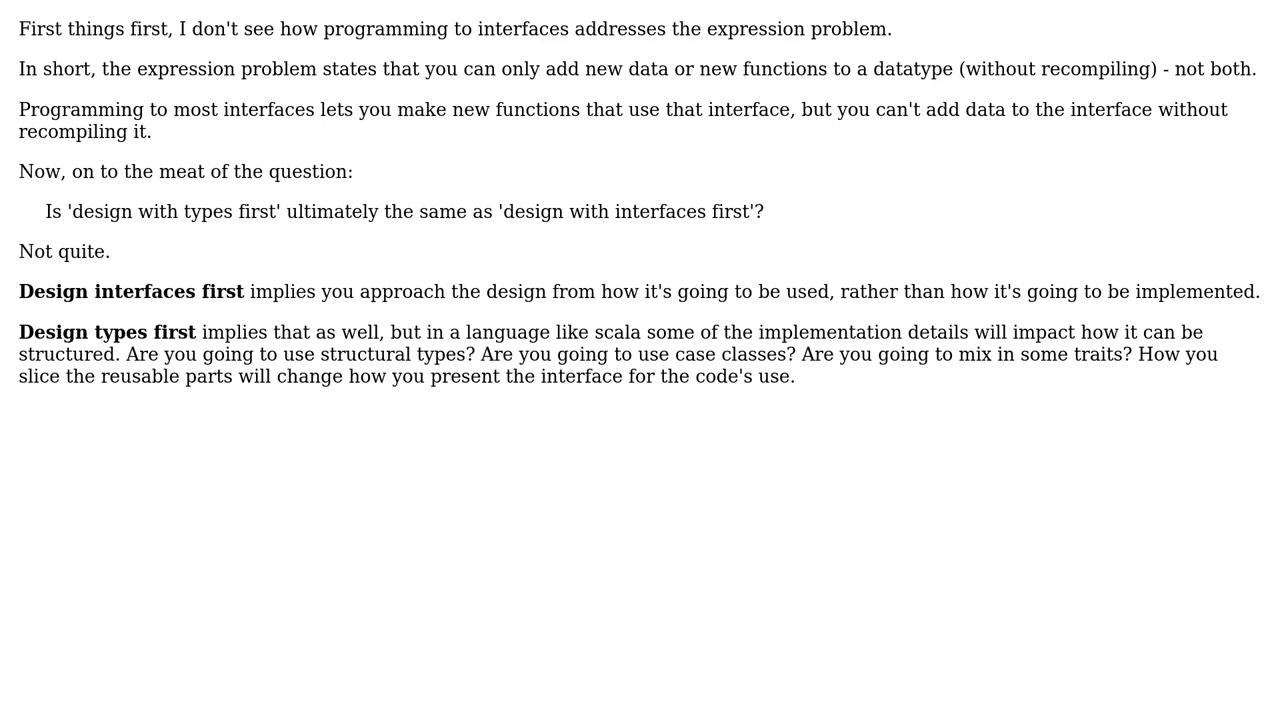 First things first, I don't see how programming to interfaces addresses the expression problem.
In short, the expression problem states that you can only add new data or new functions to a datatype (without recompiling) - not both.
Programming to most interfaces lets you make new functions that use that interface, but you can't add data to the interface without
recompiling it.
Now, on to the meat of the question:
Is 'design with types first' ultimately the same as 'design with interfaces first'?
Not quite.
Design interfaces first implies you approach the design from how it's going to be used, rather than how it's going to be implemented.
Design types first implies that as well, but in a language like scala some of the implementation details will impact how it can be
structured. Are you going to use structural types? Are you going to use case classes? Are you going to mix in some traits? How you
slice the reusable parts will change how you present the interface for the code's use.